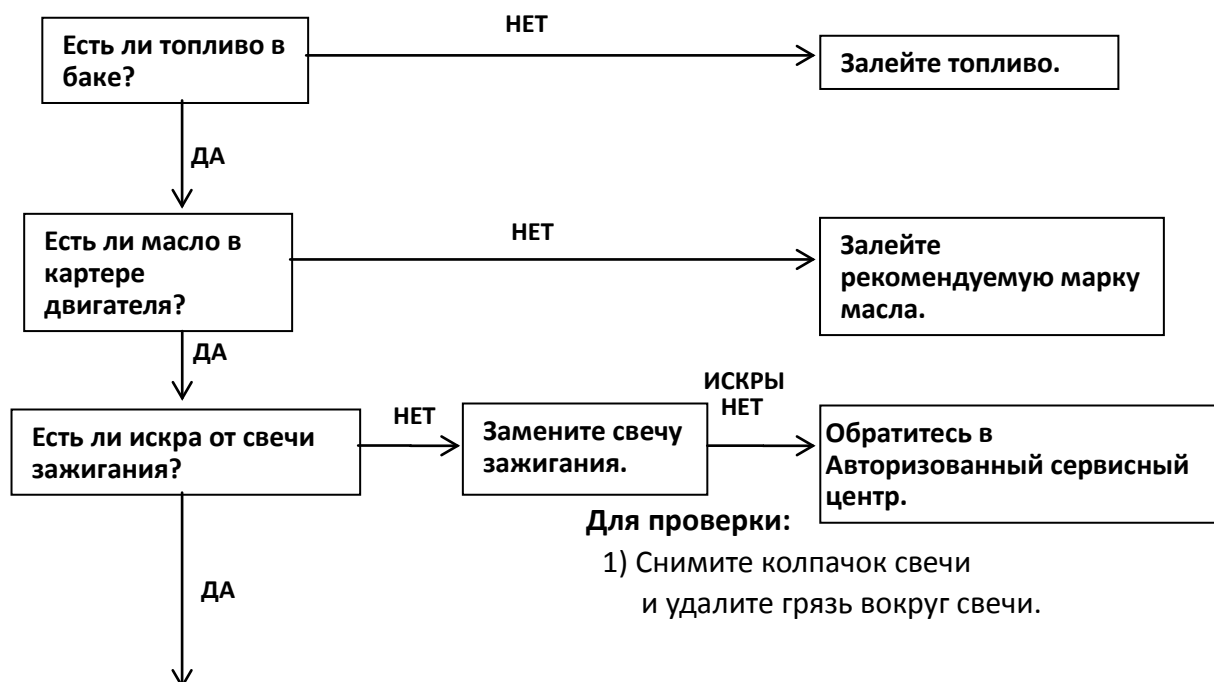 Есть ли топливо в
баке?
НЕТ
Залейте топливо.
ДА
Есть ли масло в
картере
двигателя?
НЕТ
Залейте
рекомендуемую марку
масла.
ДА
Есть ли искра от свечи
зажигания?
НЕТ
Замените свечу
зажигания.
ИСКРЫ
НЕТ
Обратитесь в
Авторизованный сервисный
центр.
Для проверки:
1) Снимите колпачок свечи
и удалите грязь вокруг свечи.
ДА